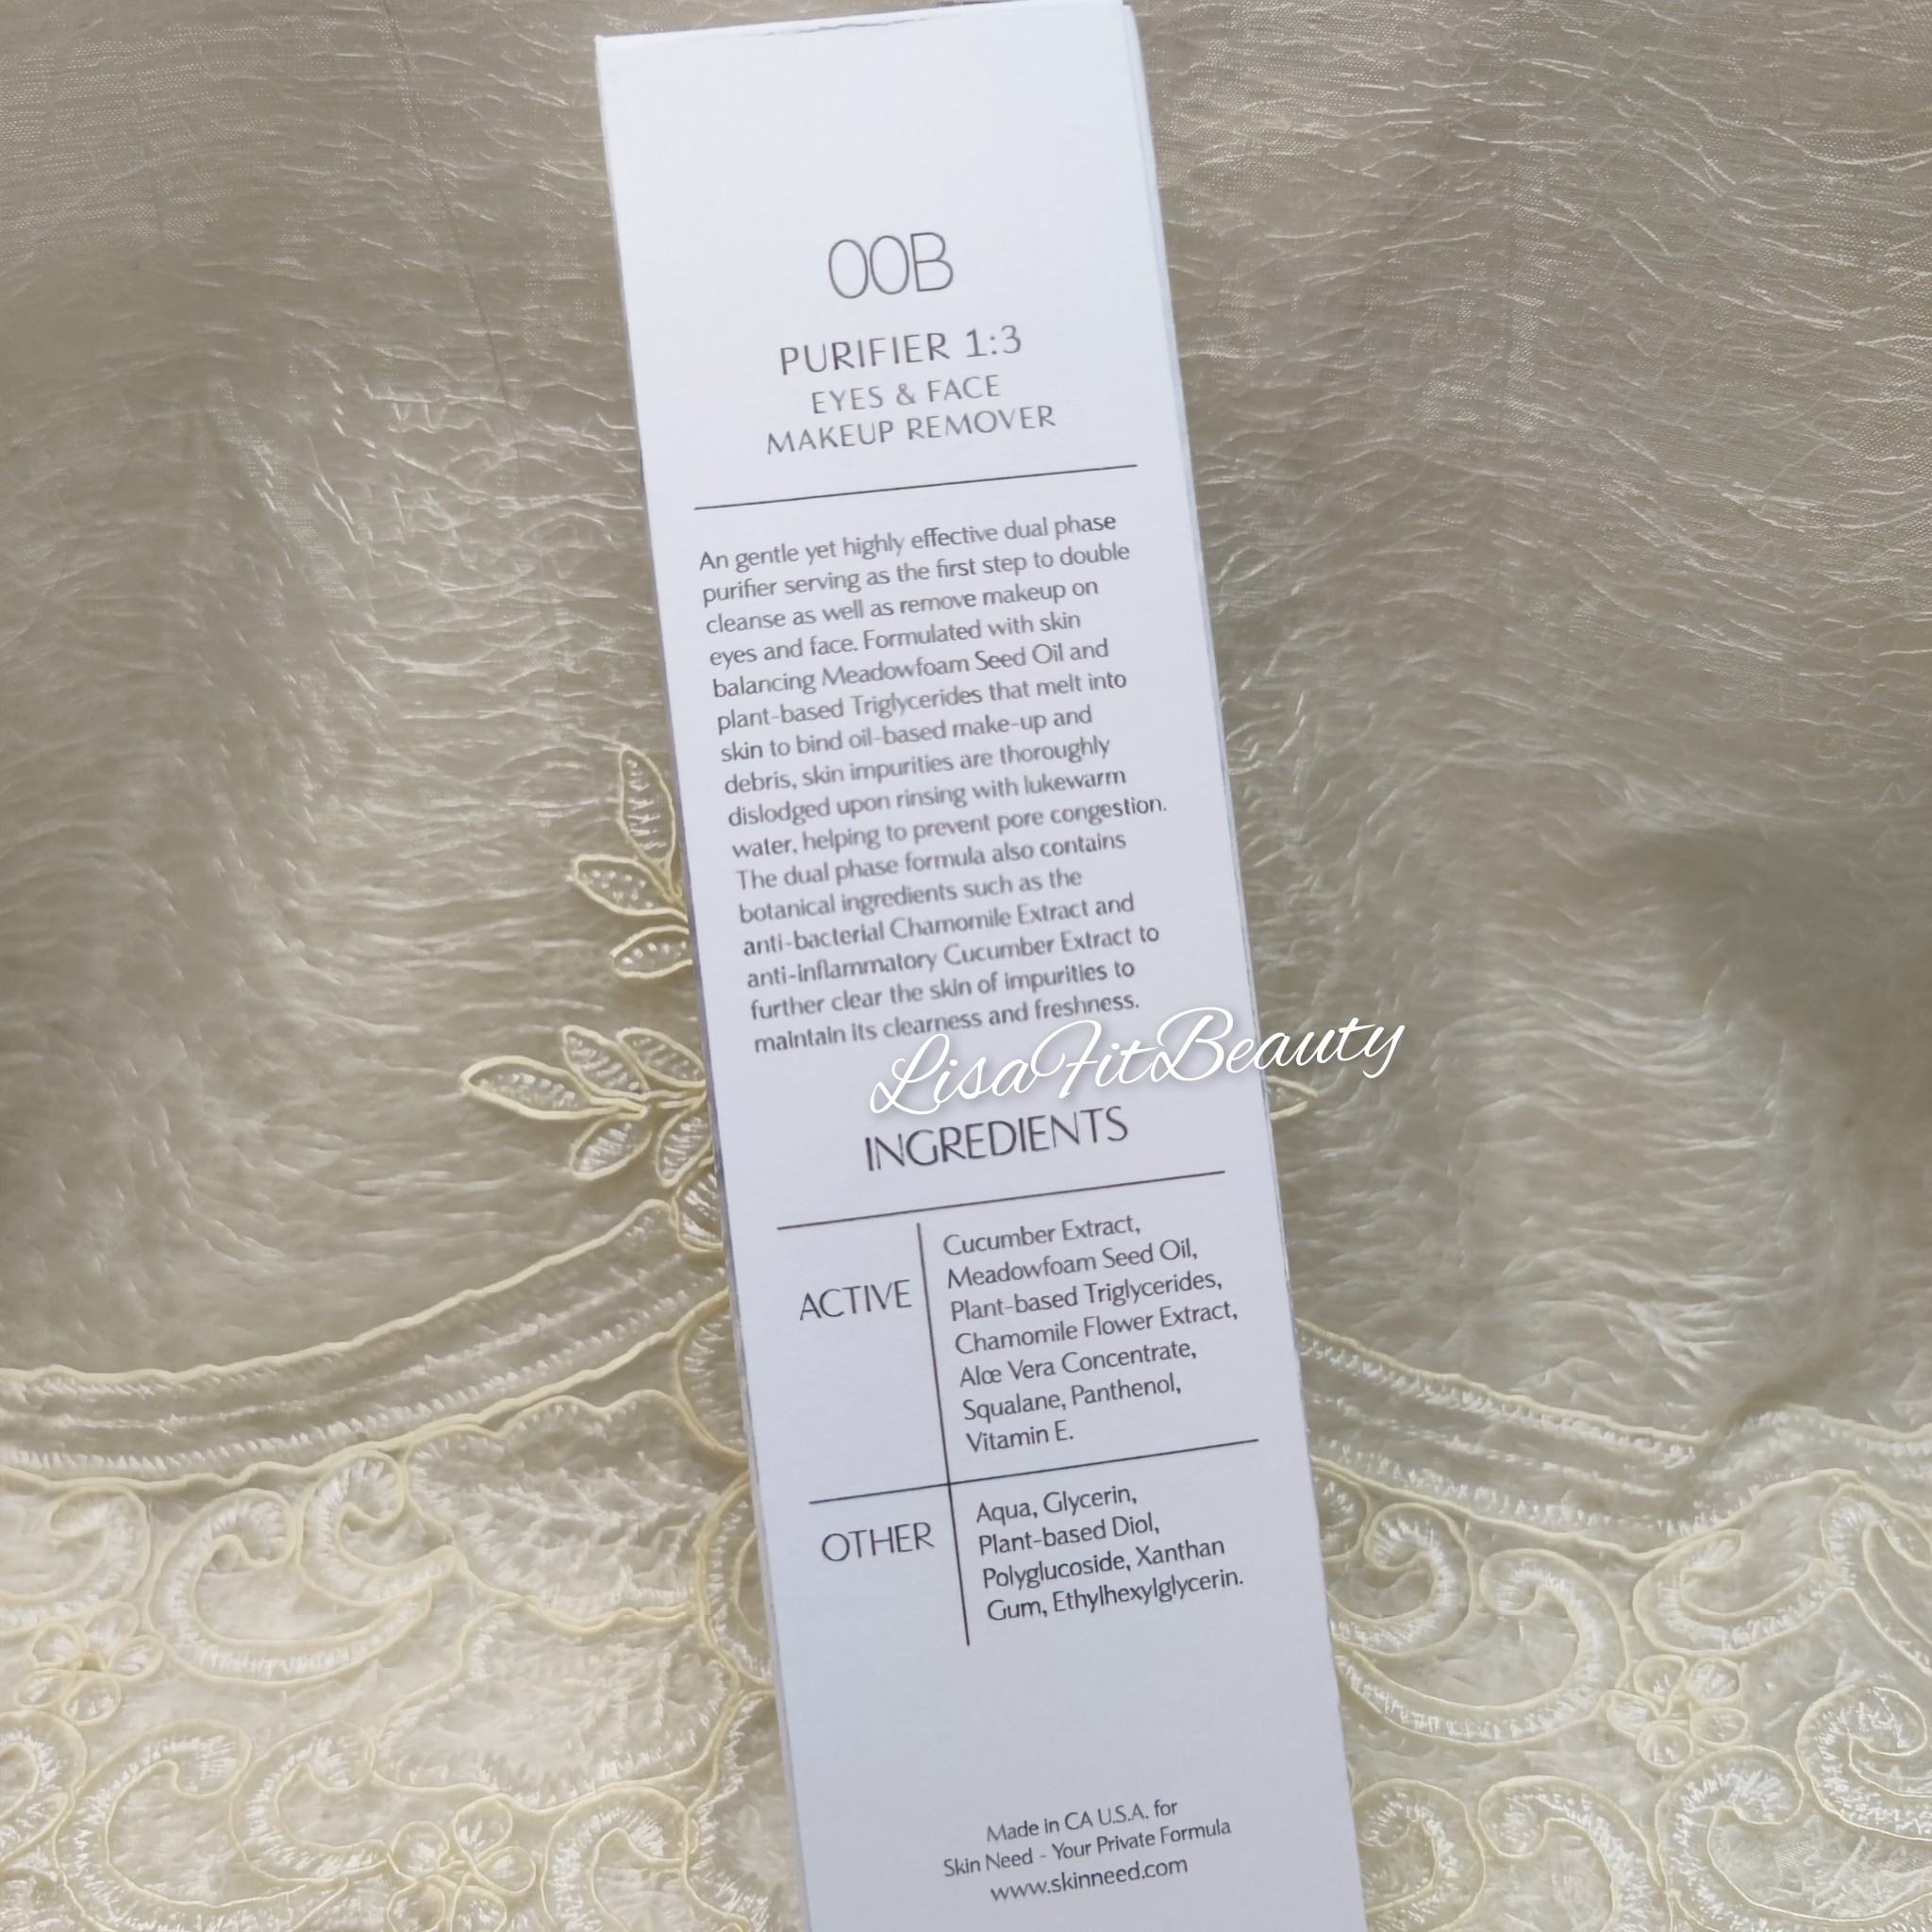 OOB
PURIFIER 1:3
EYES & FACE
MAKEUP REMOVER
An gentle yet highly effective dual phase
purifier serving as the first step to double
cleanse as well as remove makeup on
eyes and face. Formulated with skin
balancing Meadowfoam Seed Oil and
plant-based Triglycerides that melt into
skin to bind oil-based make-up and
debris, skin impurities are thoroughly
dislodged upon rinsing with lukewarm
water, helping to prevent pore congestion.
The dual phase formula also contains
botanical ingredients such as the
anti-bacterial Chamomile Extract and
anti-inflammatory Cucumber Extract to
further clear the skin of impurities to
maintain its clearness and freshness.
LisaFitBeauty
INGREDIENTS
ACTIVE
Cucumber Extract,
Meadowfoam Seed Oil,
Plant-based Triglycerides,
Chamomile Flower Extract,
Alœ Vera Concentrate,
Squalane, Panthenol,
Vitamin E.
OTHER
Aqua, Glycerin,
Plant-based Diol,
Polyglucoside, Xanthan
Gum, Ethylhexylglycerin.
Made in CA U.S.A. for
Skin Need - Your Private Formula
www.skinneed.com